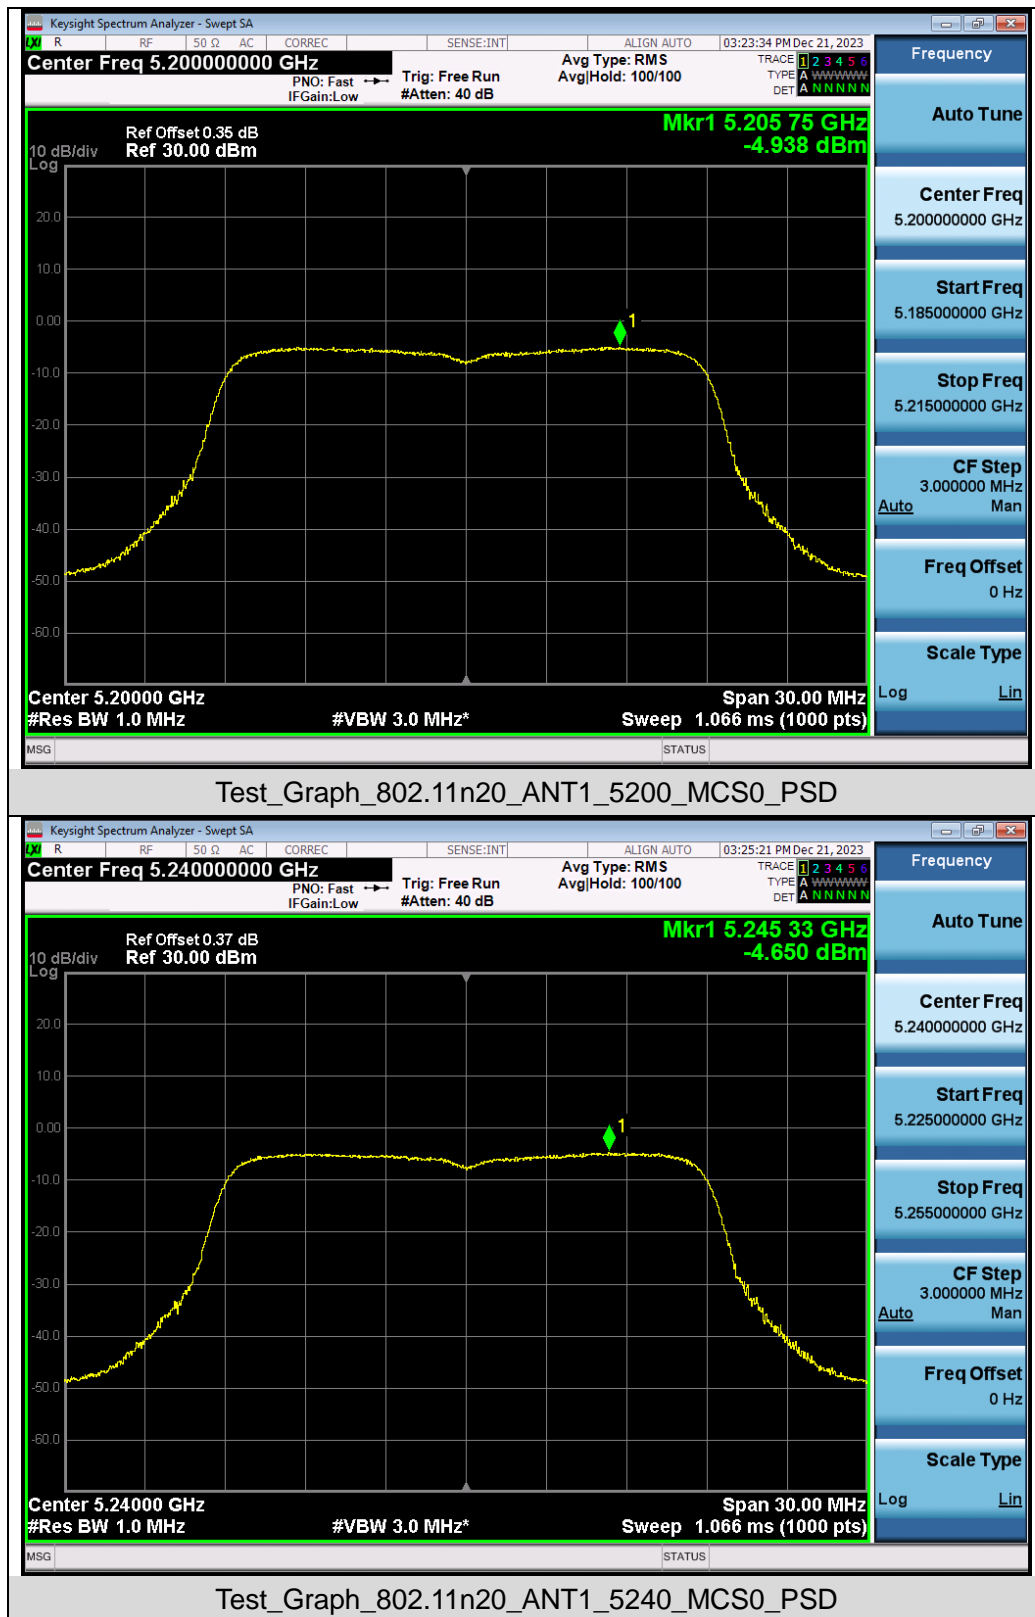 Keysight Spectrum Analyzer - Swept SA
LXI R RF 50 Ω AC CORREC SENSE:INT ALIGN AUTO 03:23:34 PM Dec 21, 2023
Center Freq 5.200000000 GHz
PNO: Fast
IFGain:Low
Trig: Free Run
#Atten: 40 dB
Avg Type: RMS
Avg|Hold: 100/100
TRACE 1 2 3 4 5 6
TYPE A WWWWW
DET A N N N N N
Ref Offset 0.35 dB
10 dB/div Ref 30.00 dBm
Log
Mkr1 5.205 75 GHz
-4.938 dBm
20.0
10.0
0.00
1
-10.0
-20.0
-30.0
-40.0
-50.0
-60.0
Center 5.20000 GHz Span 30.00 MHz
#Res BW 1.0 MHz #VBW 3.0 MHz* Sweep 1.066 ms (1000 pts)
MSG STATUS
Frequency
Auto Tune
Center Freq
5.200000000 GHz
Start Freq
5.185000000 GHz
Stop Freq
5.215000000 GHz
CF Step
3.000000 MHz
Auto Man
Freq Offset
0 Hz
Scale Type
Log Lin
Test_Graph_802.11n20_ANT1_5200_MCS0_PSD
Keysight Spectrum Analyzer - Swept SA
LXI R RF 50 Ω AC CORREC SENSE:INT ALIGN AUTO 03:25:21 PM Dec 21, 2023
Center Freq 5.240000000 GHz
PNO: Fast
IFGain:Low
Trig: Free Run
#Atten: 40 dB
Avg Type: RMS
Avg|Hold: 100/100
TRACE 1 2 3 4 5 6
TYPE A WWWWW
DET A N N N N N
Ref Offset 0.37 dB
10 dB/div Ref 30.00 dBm
Log
Mkr1 5.245 33 GHz
-4.650 dBm
20.0
10.0
0.00
1
-10.0
-20.0
-30.0
-40.0
-50.0
-60.0
Center 5.24000 GHz Span 30.00 MHz
#Res BW 1.0 MHz #VBW 3.0 MHz* Sweep 1.066 ms (1000 pts)
MSG STATUS
Frequency
Auto Tune
Center Freq
5.240000000 GHz
Start Freq
5.225000000 GHz
Stop Freq
5.255000000 GHz
CF Step
3.000000 MHz
Auto Man
Freq Offset
0 Hz
Scale Type
Log Lin
Test_Graph_802.11n20_ANT1_5240_MCS0_PSD